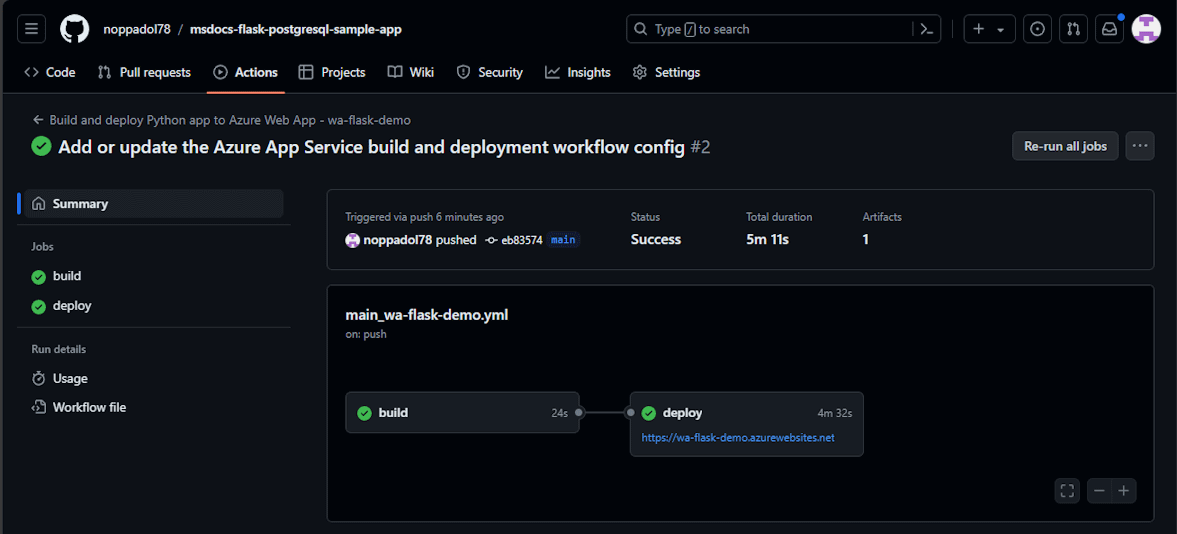 noppadol78 / msdocs-flask-postgresql-sample-app
Type / to search
Code Pull requests Actions Projects Wiki Security Insights Settings
Build and deploy Python app to Azure Web App - wa-flask-demo
Add or update the Azure App Service build and deployment workflow config #2
Re-run all jobs
Summary
Jobs
build
deploy
Run details
Usage
Workflow file
Triggered via push 6 minutes ago
noppadol78 pushed eb83574 main
Status
Success
Total duration
5m 11s
Artifacts
1
main_wa-flask-demo.yml
on: push
build 24s
deploy 4m 32s
https://wa-flask-demo.azurewebsites.net